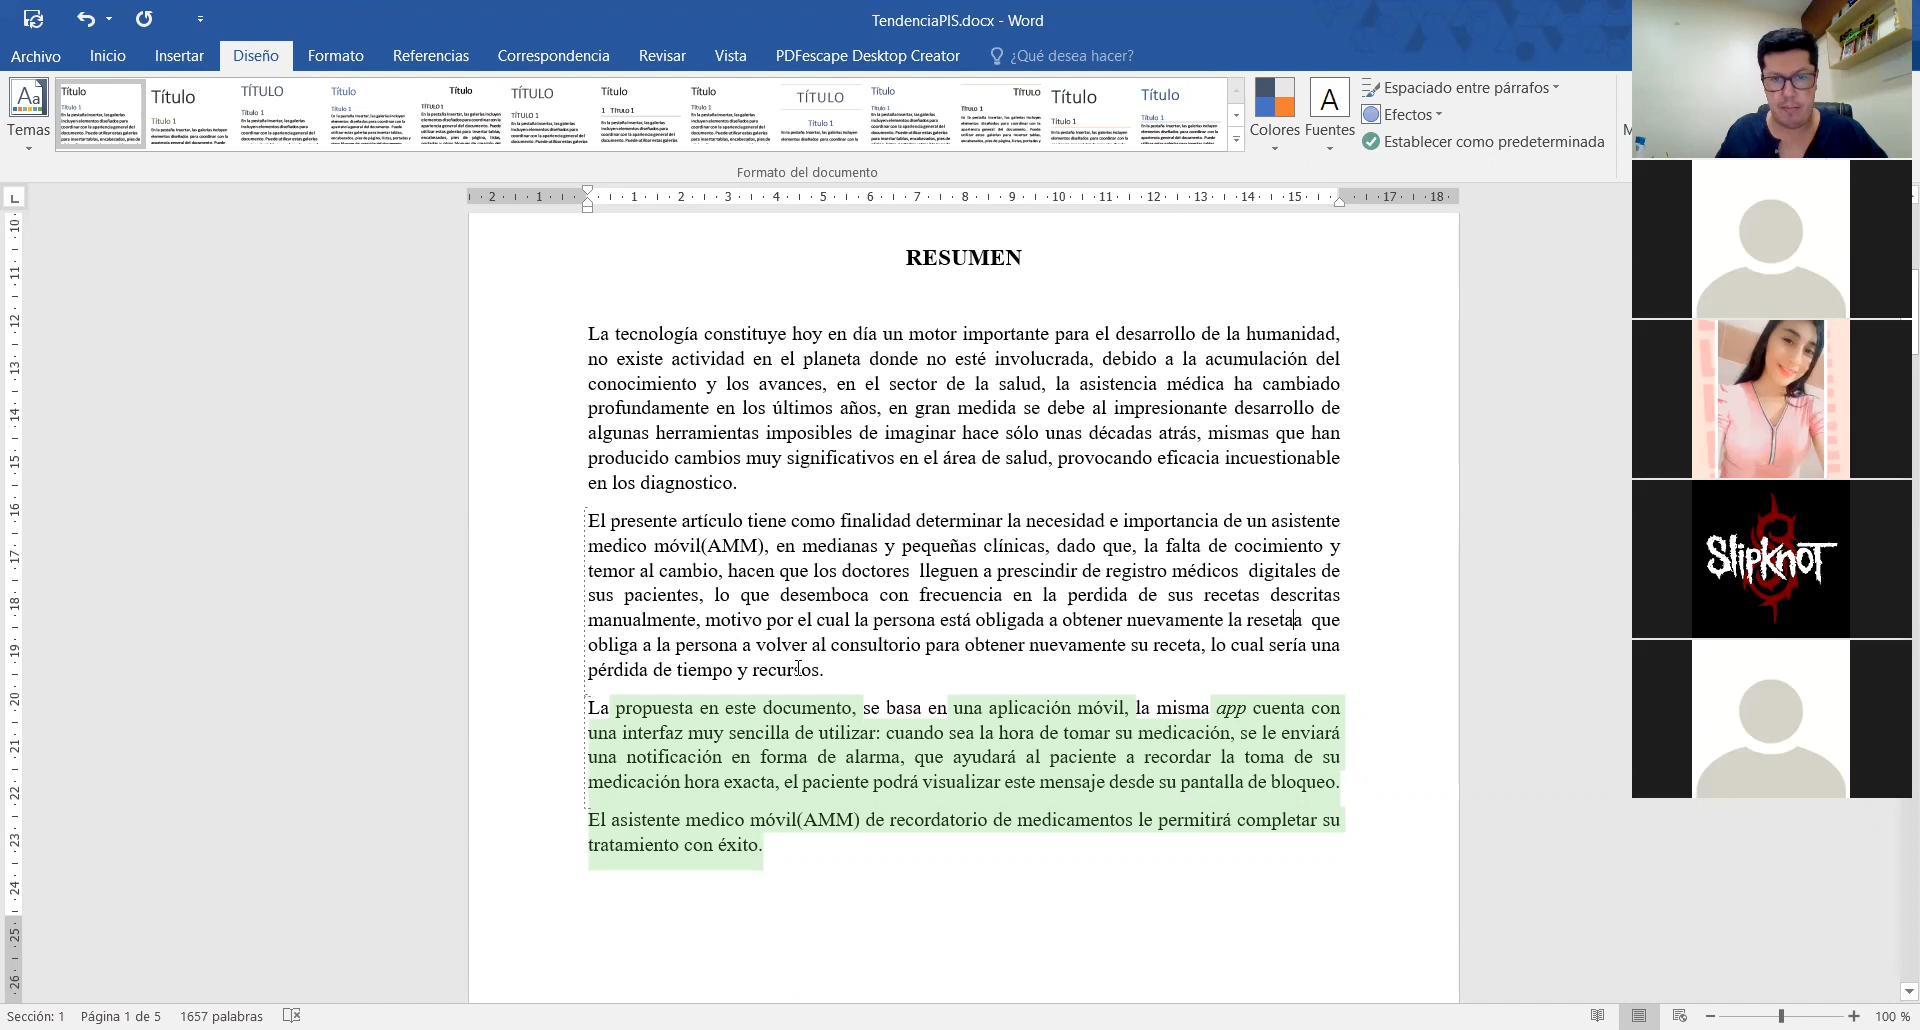 TendenciaPIS.docx - Word
Archivo Inicio Insertar Diseño Formato Referencias Correspondencia Revisar Vista PDFescape Desktop Creator ¿Qué desea hacer?
Temas
Título Título TÍTULO Título Título TÍTULO Título Título TÍTULO Título TÍTULO Título Título
Colores
Fuentes
Espaciado entre párrafos
Efectos
Establecer como predeterminada
Formato del documento
RESUMEN
La tecnología constituye hoy en día un motor importante para el desarrollo de la humanidad,
no existe actividad en el planeta donde no esté involucrada, debido a la acumulación del
conocimiento y los avances, en el sector de la salud, la asistencia médica ha cambiado
profundamente en los últimos años, en gran medida se debe al impresionante desarrollo de
algunas herramientas imposibles de imaginar hace sólo unas décadas atrás, mismas que han
producido cambios muy significativos en el área de salud, provocando eficacia incuestionable
en los diagnostico.
El presente artículo tiene como finalidad determinar la necesidad e importancia de un asistente
medico móvil(AMM), en medianas y pequeñas clínicas, dado que, la falta de cocimiento y
temor al cambio, hacen que los doctores lleguen a prescindir de registro médicos digitales de
sus pacientes, lo que desemboca con frecuencia en la perdida de sus recetas descritas
manualmente, motivo por el cual la persona está obligada a obtener nuevamente la resetaa que
obliga a la persona a volver al consultorio para obtener nuevamente su receta, lo cual sería una
pérdida de tiempo y recursos.
La propuesta en este documento, se basa en una aplicación móvil, la misma app cuenta con
una interfaz muy sencilla de utilizar: cuando sea la hora de tomar su medicación, se le enviará
una notificación en forma de alarma, que ayudará al paciente a recordar la toma de su
medicación hora exacta, el paciente podrá visualizar este mensaje desde su pantalla de bloqueo.
El asistente medico móvil(AMM) de recordatorio de medicamentos le permitirá completar su
tratamiento con éxito.
SLIPKNOT
Sección: 1 Página 1 de 5 1657 palabras
100 %